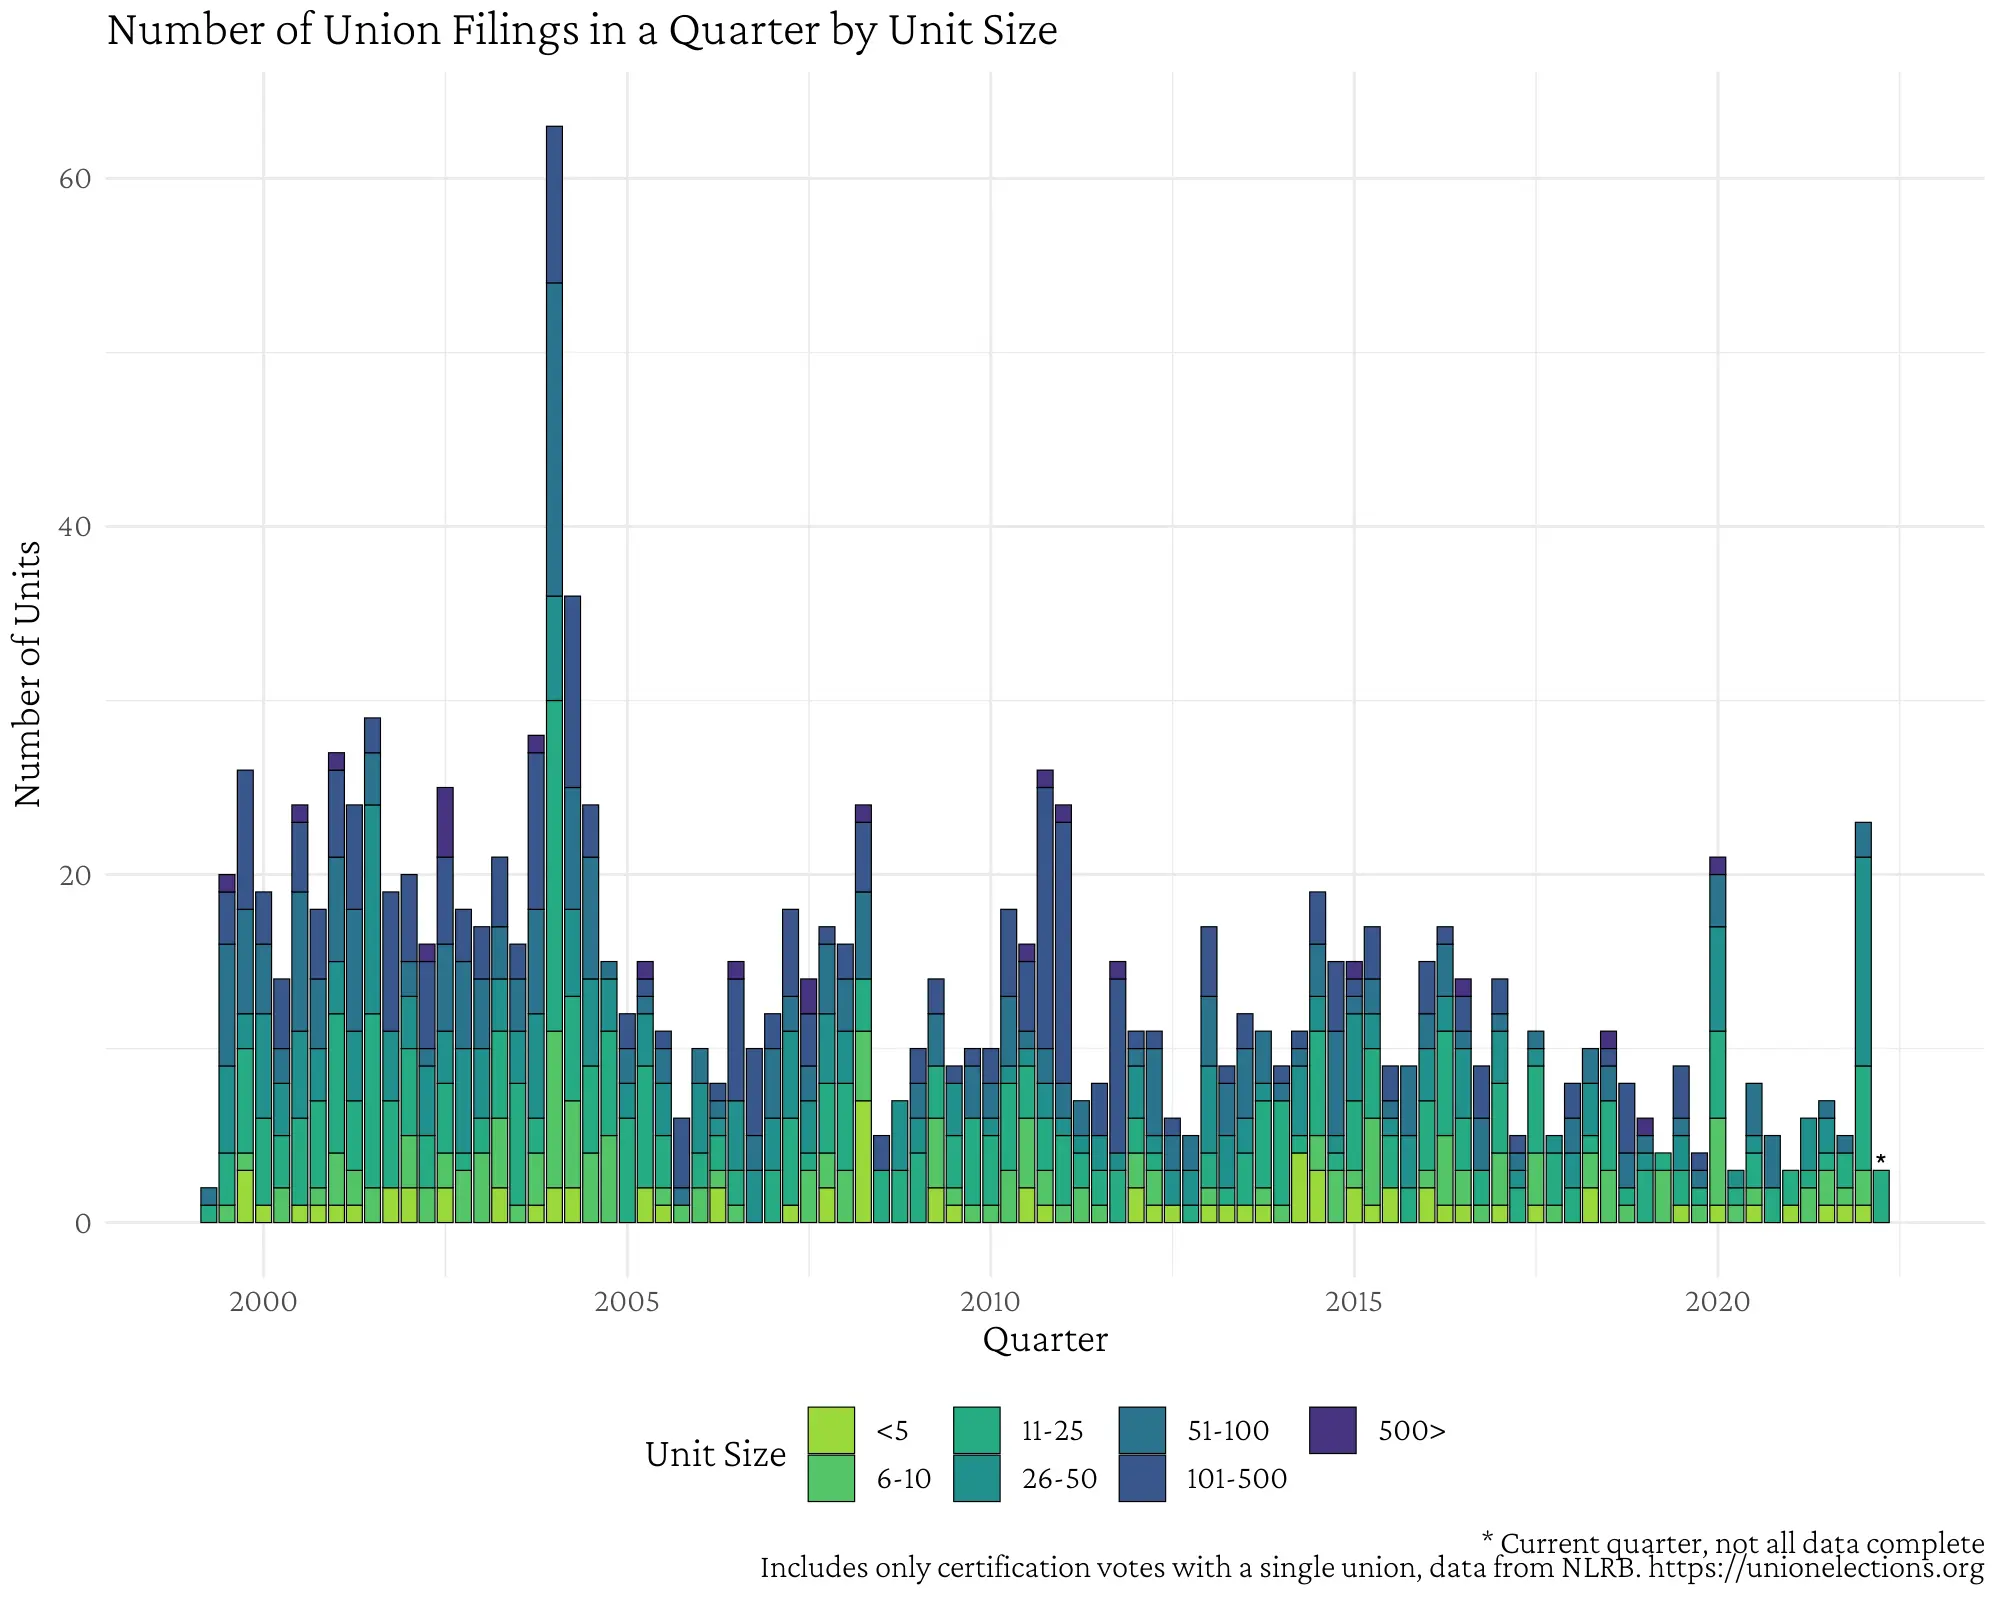 Number of Union Filings in a Quarter by Unit Size
60
40
20
0
Number of Units
2000 2005 2010 2015 2020
*
Quarter
Unit Size
<5 11-25 51-100 500>
6-10 26-50 101-500
* Current quarter, not all data complete
Includes only certification votes with a single union, data from NLRB. https://unionelections.org